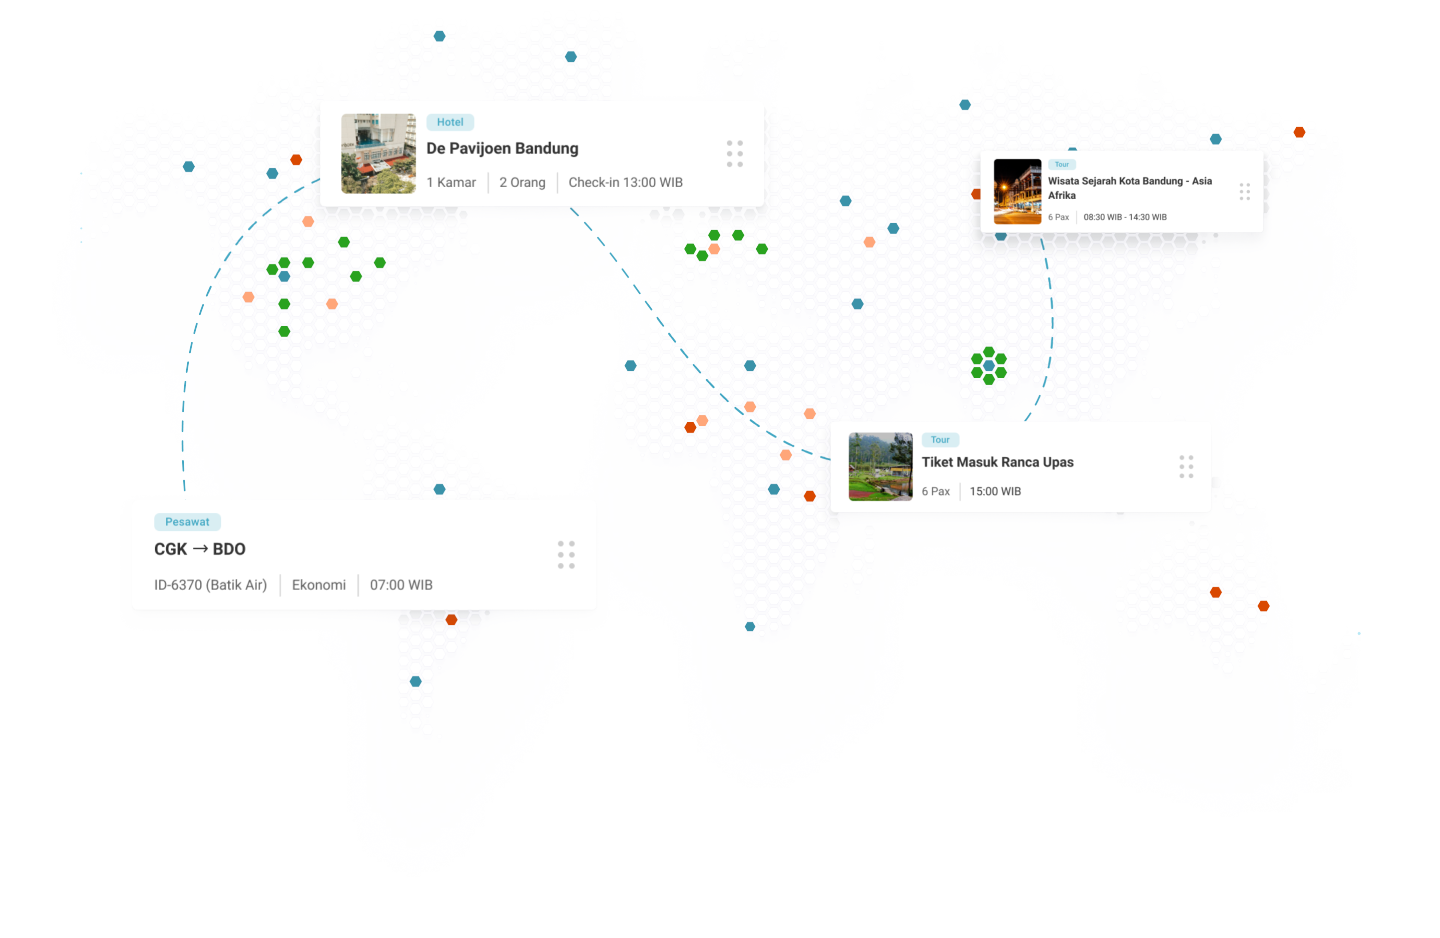 Hotel
De Pavijoen Bandung
1 Kamar 2 Orang Check-in 13:00 WIB
Tour
Wisata Sejarah Kota Bandung - Asia
Afrika
6 Pax 08:30 WIB - 14:30 WIB
Tour
Tiket Masuk Ranca Upas
6 Pax 15:00 WIB
Pesawat
CGK → BDO
ID-6370 (Batik Air) Ekonomi 07:00 WIB